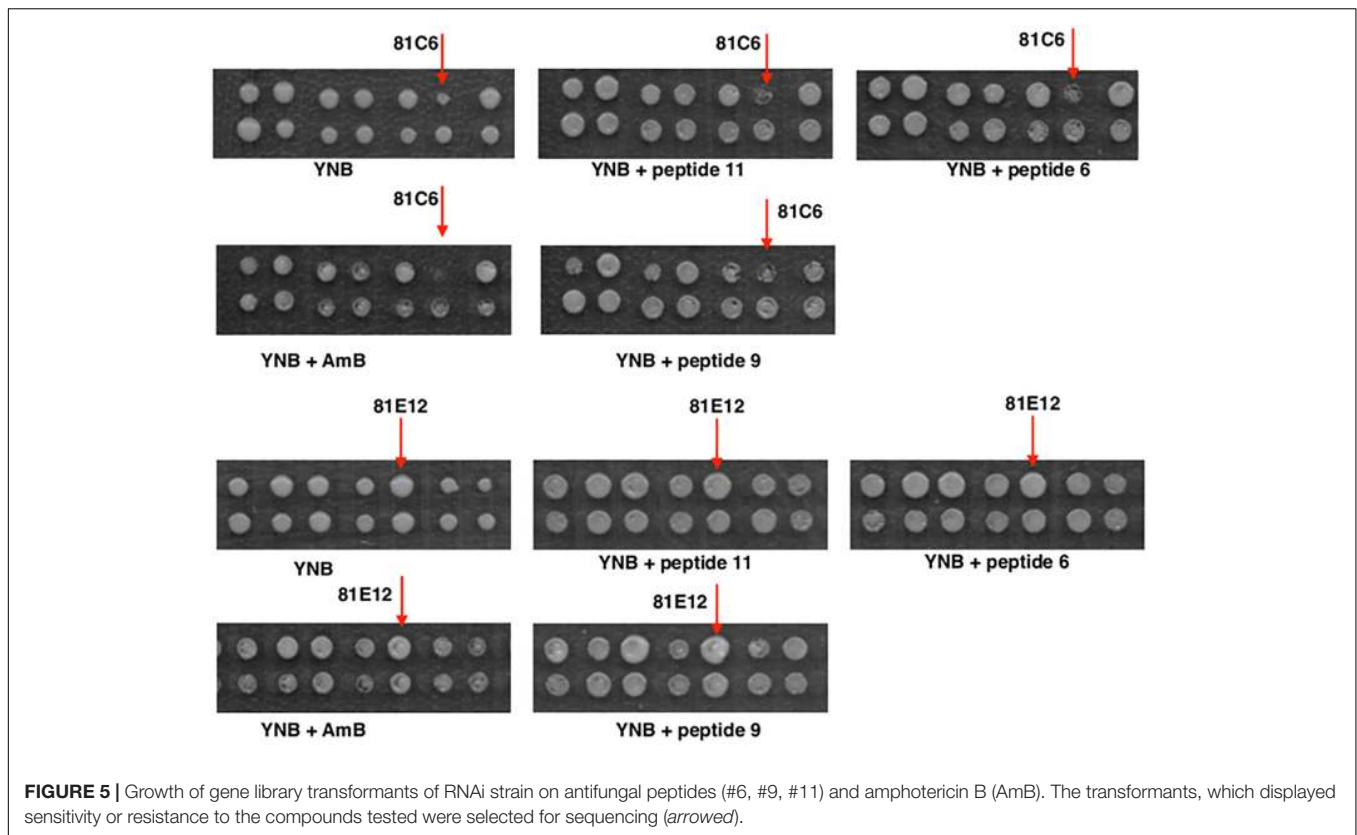 81C6
81C6
81C6
YNB
YNB + peptide 11
YNB + peptide 6
81C6
81C6
YNB + AmB
YNB + peptide 9
81E12
81E12
81E12
YNB
YNB + peptide 11
YNB + peptide 6
81E12
81E12
YNB + AmB
YNB + peptide 9
FIGURE 5 | Growth of gene library transformants of RNAi strain on antifungal peptides (#6, #9, #11) and amphotericin B (AmB). The transformants, which displayed
sensitivity or resistance to the compounds tested were selected for sequencing (arrowed).